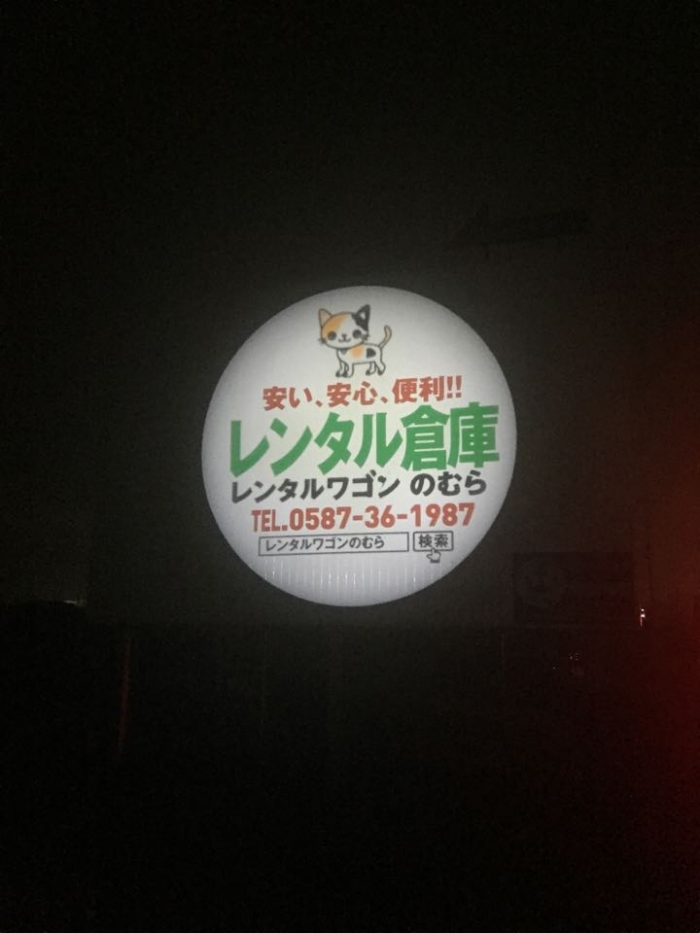 安い、安心、便利!!
レンタル倉庫
レンタルワゴン のむら
TEL.0587-36-1987
レンタルワゴンのむら 検索